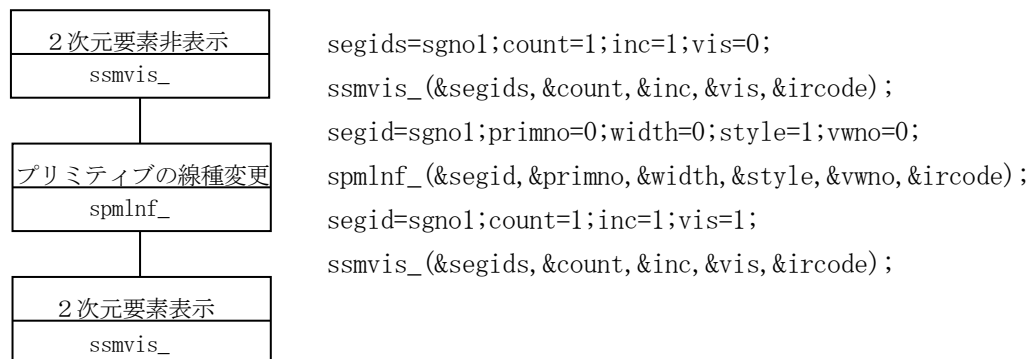 ２次元要素非表示
ssmvis_
プリミティブの線種変更
spmlnf_
２次元要素表示
ssmvis_
segids=sgno1;count=1;inc=1;vis=0;
ssmvis_(&segids,&count,&inc,&vis,&ircode);
segid=sgno1;primno=0;width=0;style=1;vwno=0;
spmlnf_(&segid,&primno,&width,&style,&vwno,&ircode);
segid=sgno1;count=1;inc=1;vis=1;
ssmvis_(&segids,&count,&inc,&vis,&ircode);